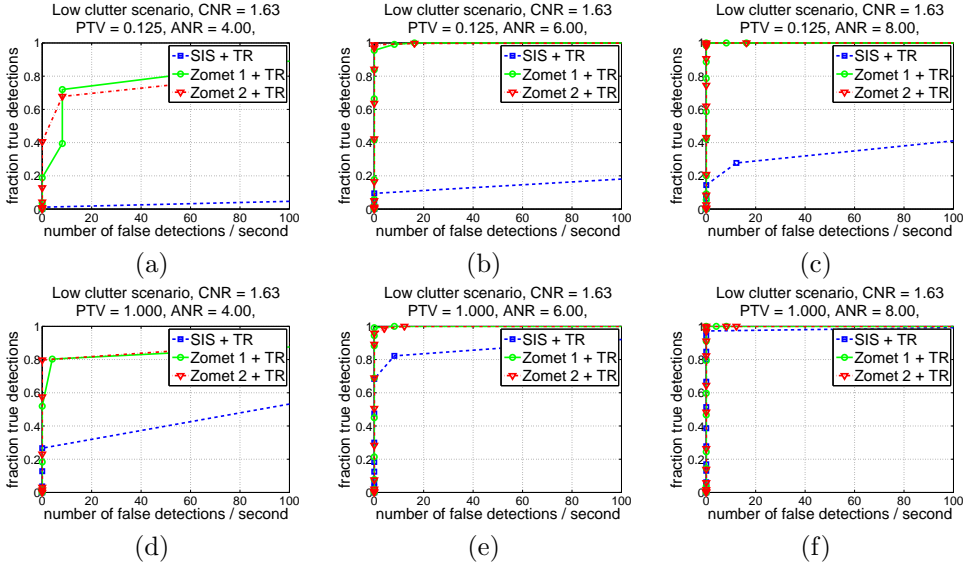 Low clutter scenario, CNR = 1.63
PTV = 0.125, ANR = 4.00,
fraction true detections
1
0.8
0.6
0.4
0.2
0
SIS + TR
Zomet 1 + TR
Zomet 2 + TR
0 20 40 60 80 100
number of false detections / second
(a)
Low clutter scenario, CNR = 1.63
PTV = 0.125, ANR = 6.00,
fraction true detections
1
0.8
0.6
0.4
0.2
0
SIS + TR
Zomet 1 + TR
Zomet 2 + TR
0 20 40 60 80 100
number of false detections / second
(b)
Low clutter scenario, CNR = 1.63
PTV = 0.125, ANR = 8.00,
fraction true detections
1
0.8
0.6
0.4
0.2
0
SIS + TR
Zomet 1 + TR
Zomet 2 + TR
0 20 40 60 80 100
number of false detections / second
(c)
Low clutter scenario, CNR = 1.63
PTV = 1.000, ANR = 4.00,
fraction true detections
1
0.8
0.6
0.4
0.2
0
SIS + TR
Zomet 1 + TR
Zomet 2 + TR
0 20 40 60 80 100
number of false detections / second
(d)
Low clutter scenario, CNR = 1.63
PTV = 1.000, ANR = 6.00,
fraction true detections
1
0.8
0.6
0.4
0.2
0
SIS + TR
Zomet 1 + TR
Zomet 2 + TR
0 20 40 60 80 100
number of false detections / second
(e)
Low clutter scenario, CNR = 1.63
PTV = 1.000, ANR = 8.00,
fraction true detections
1
0.8
0.6
0.4
0.2
0
SIS + TR
Zomet 1 + TR
Zomet 2 + TR
0 20 40 60 80 100
number of false detections / second
(f)